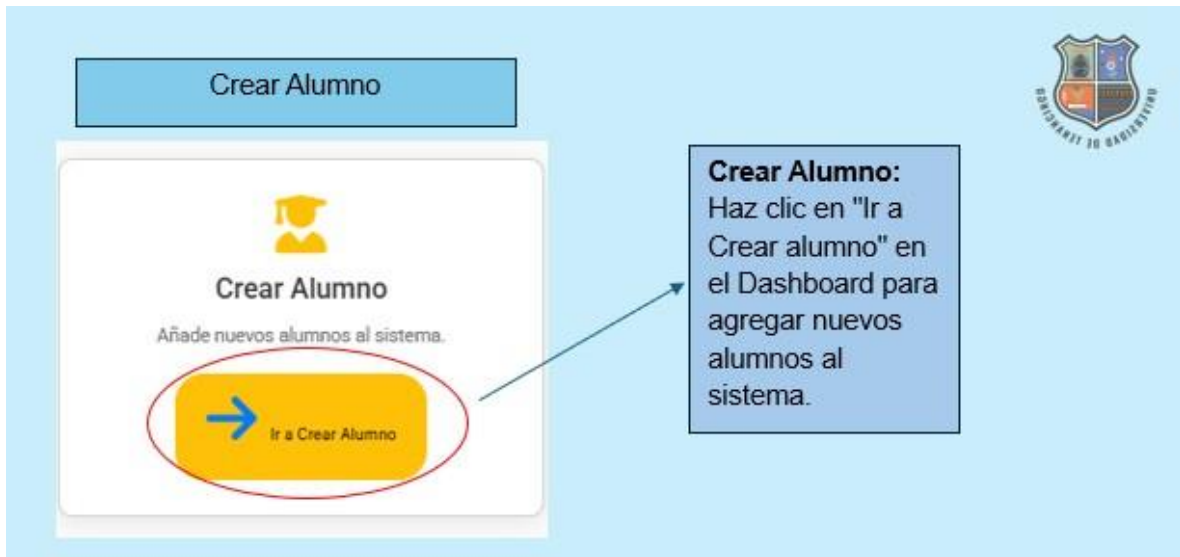 Crear Alumno
Crear Alumno
Añade nuevos alumnos al sistema.
Ir a Crear Alumno
Crear Alumno:
Haz clic en "Ir a
Crear alumno" en
el Dashboard para
agregar nuevos
alumnos al
sistema.